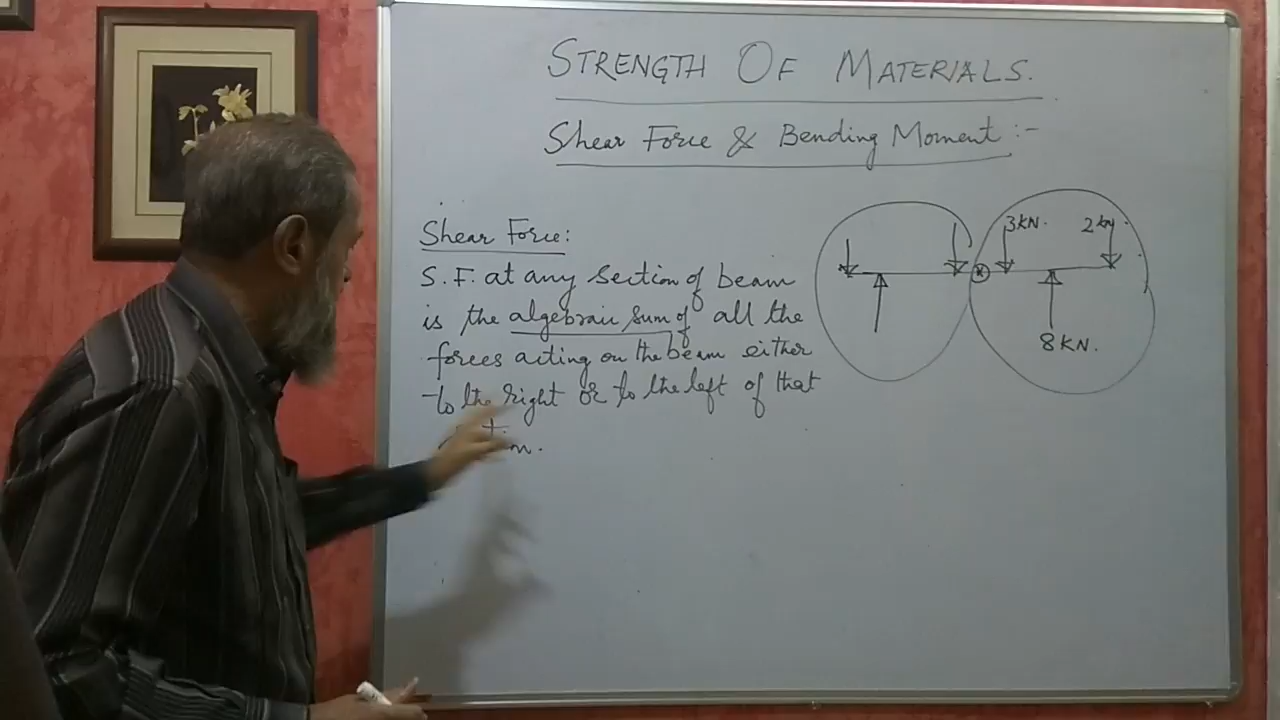 STRENGTH OF MATERIALS.
Shear Force & Bending Moment :-
Shear Force:
S.F. at any section of beam
is the algebraic sum of all the
forces acting on the beam either
to the right or to the left of that
3KN. 2kN.
8KN.